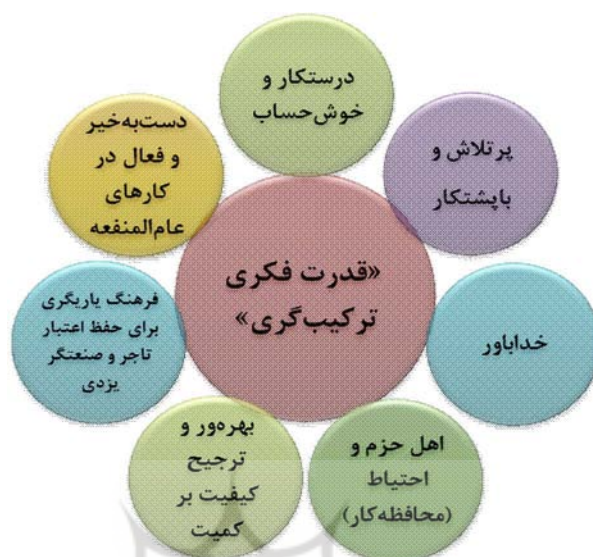 درستکار و
خوش‌حساب
پرتلاش و
باپشتکار
خداباور
اهل حزم و
احتیاط
(محافظه‌کار)
بهره‌ور و
ترجیح
کیفیت بر
کمیت
فرهنگ یاریگری
برای حفظ اعتبار
تاجر و صنعتگر
یزدی
دست‌به‌خیر
و فعال در
کارهای
عام‌المنفعه
«قدرت فکری
ترکیب‌گری»